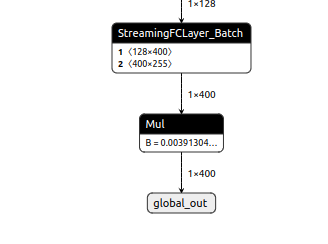 1×128
StreamingFCLayer_Batch
1 〈128×400〉
2 〈400×255〉
1×400
Mul
B = 0.00391304…
1×400
global_out